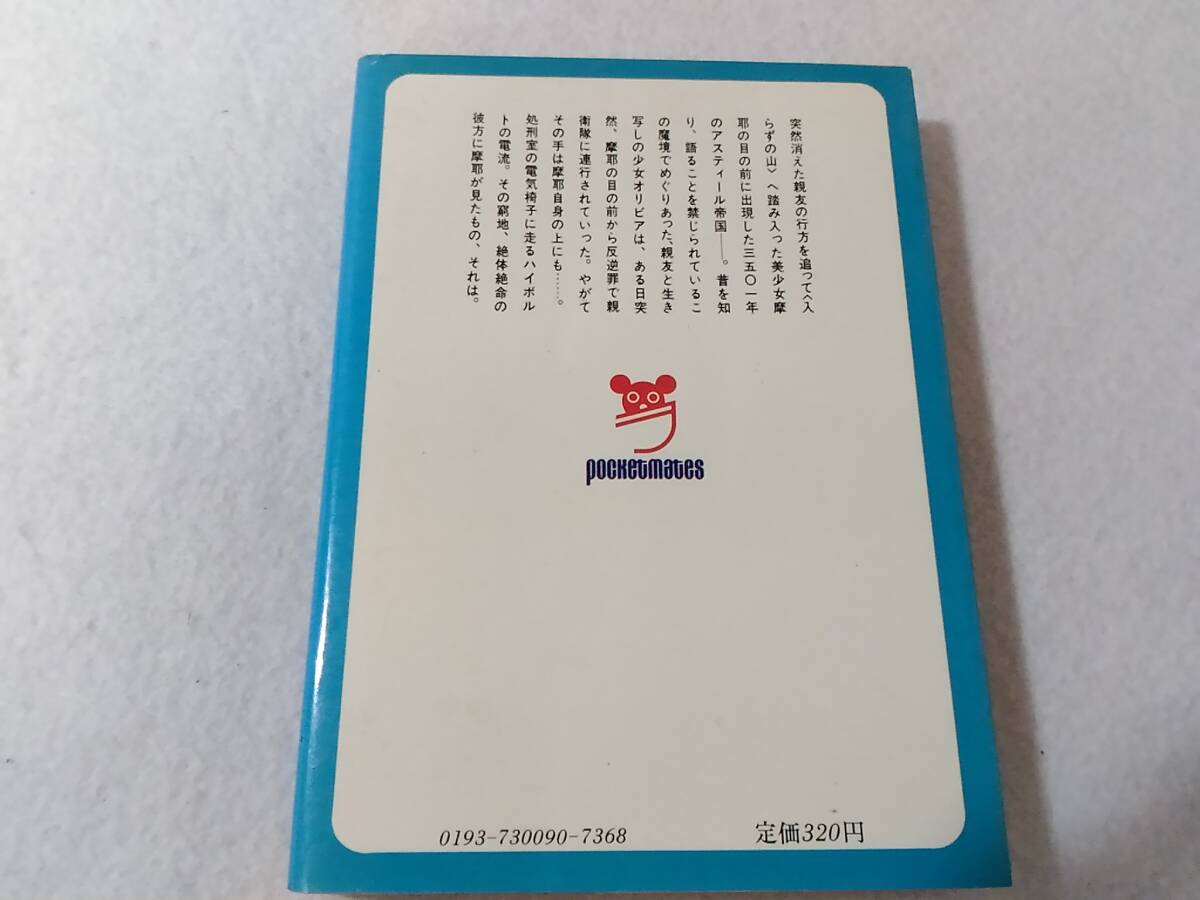 突然消えた親友の行方を追って〈入
らずの山〉へ踏み入った美少女摩
耶の目の前に出現した三五〇一年
のアスティール帝国――。昔を知
り、語ることを禁じられているこ
の魔境でめぐりあった、親友と生き
写しの少女オリビアは、ある日突
然、摩耶の目の前から反逆罪で親
衛隊に連行されていった。やがて
その手は摩耶自身の上にも……。
処刑室の電気椅子に走るハイボル
トの電流。その窮地、絶体絶命の
彼方に摩耶が見たもの、それは。
pocketmates
0193-730090-7368
定価320円